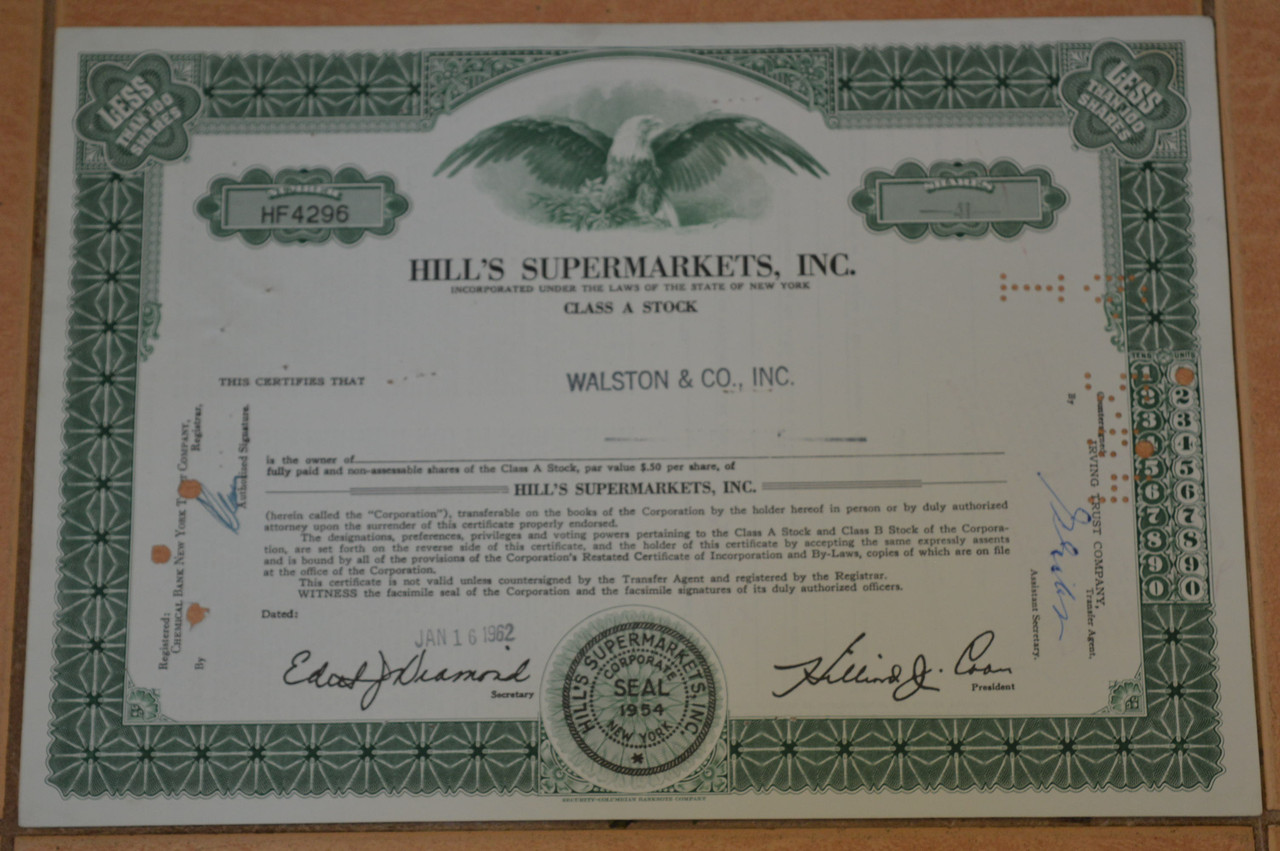 LESS
THAN 100
SHARES
LESS
THAN 100
SHARES
NUMBER
HF4296
SHARES
HILL'S SUPERMARKETS, INC.
INCORPORATED UNDER THE LAWS OF THE STATE OF NEW YORK
CLASS A STOCK
THIS CERTIFIES THAT
WALSTON & CO., INC.
is the owner of
fully paid and non-assessable shares of the Class A Stock, par value $.50 per share, of
HILL'S SUPERMARKETS, INC.
(herein called the "Corporation"), transferable on the books of the Corporation by the holder hereof in person or by duly authorized
attorney upon the surrender of this certificate properly endorsed.
The designations, preferences, privileges and voting powers pertaining to the Class A Stock and Class B Stock of the Corpora-
tion, are set forth on the reverse side of this certificate, and the holder of this certificate by accepting the same expressly assents
and is bound by all of the provisions of the Corporation's Restated Certificate of Incorporation and By-Laws, copies of which are on file
at the office of the Corporation.
This certificate is not valid unless countersigned by the Transfer Agent and registered by the Registrar.
WITNESS the facsimile seal of the Corporation and the facsimile signatures of its duly authorized officers.
Dated:
JAN 16 1962
Secretary
HILL'S SUPERMARKETS, INC.
CORPORATE
SEAL
1954
NEW YORK
Hilliard J. Coan
President
Registered:
CHEMICAL BANK NEW YORK TRUST COMPANY,
Registrar,
By
Authorized Signature.
Countersigned:
IRVING TRUST COMPANY,
Transfer Agent,
By
Assistant Secretary.
TENS UNITS
1
2 2
3 3
4 4
5 5
6 6
7 7
8 8
9 9
0 0
SECURITY-COLUMBIAN BANKNOTE COMPANY